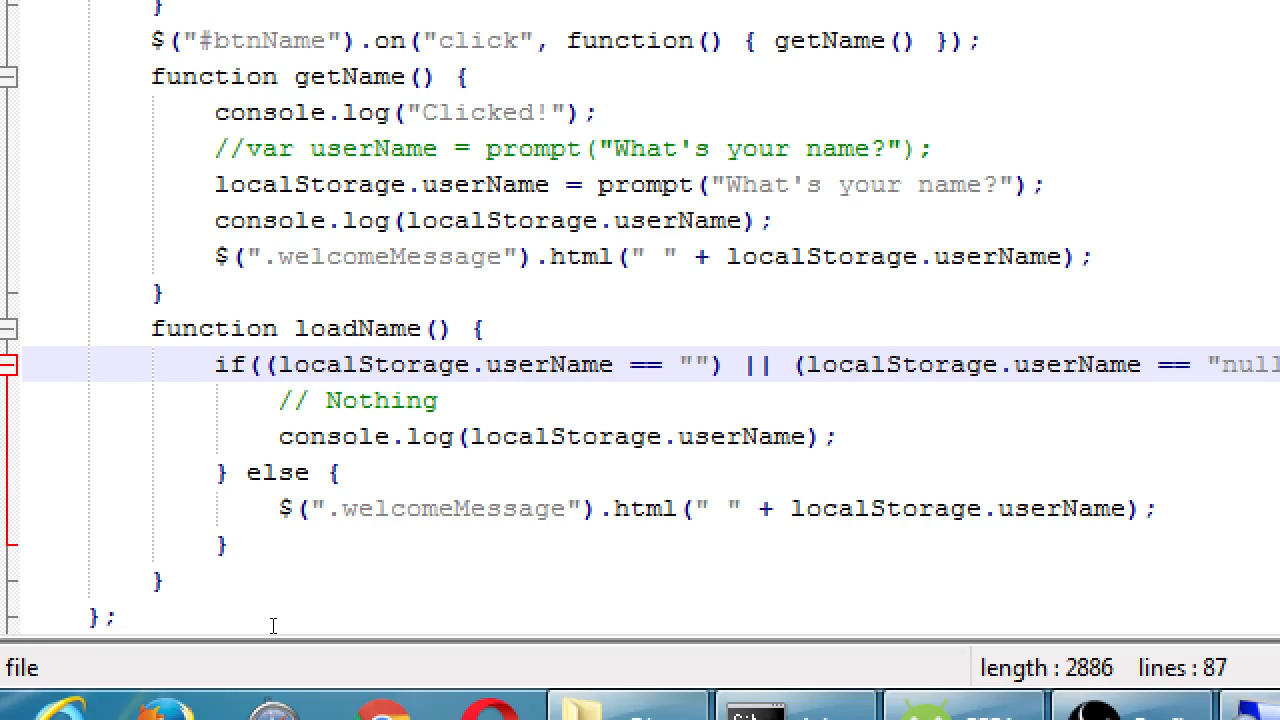 }
$("#btnName").on("click", function() { getName() });
function getName() {
console.log("Clicked!");
//var userName = prompt("What's your name?");
localStorage.userName = prompt("What's your name?");
console.log(localStorage.userName);
$(".welcomeMessage").html(" " + localStorage.userName);
}
function loadName() {
if((localStorage.userName == "") || (localStorage.userName == "null
// Nothing
console.log(localStorage.userName);
} else {
$(".welcomeMessage").html(" " + localStorage.userName);
}
}
};
file length : 2886 lines : 87